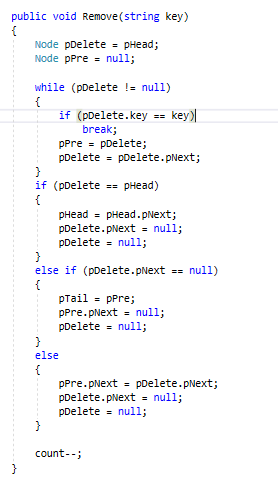 public void Remove(string key)
{
    Node pDelete = pHead;
    Node pPre = null;

    while (pDelete != null)
    {
        if (pDelete.key == key)
            break;
        pPre = pDelete;
        pDelete = pDelete.pNext;
    }
    if (pDelete == pHead)
    {
        pHead = pHead.pNext;
        pDelete.pNext = null;
        pDelete = null;
    }
    else if (pDelete.pNext == null)
    {
        pTail = pPre;
        pPre.pNext = null;
        pDelete = null;
    }
    else
    {
        pPre.pNext = pDelete.pNext;
        pDelete.pNext = null;
        pDelete = null;
    }

    count--;
}